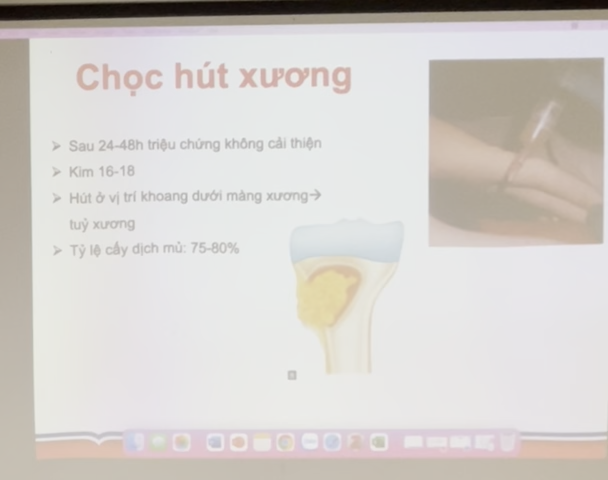 Chọc hút xương
➢ Sau 24-48h triệu chứng không cải thiện
➢ Kim 16-18
➢ Hút ở vị trí khoang dưới màng xương→
tuỷ xương
➢ Tỷ lệ cấy dịch mủ: 75-80%